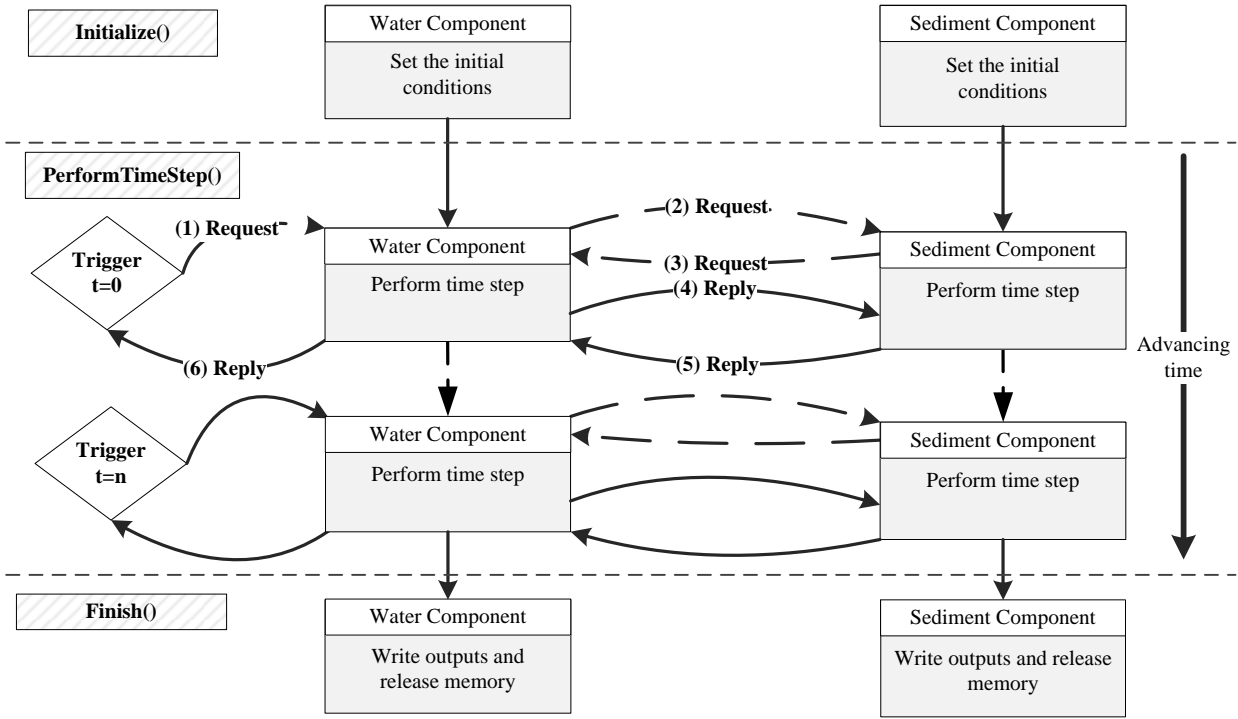 Initialize()
Water Component
Set the initial
conditions
Sediment Component
Set the initial
conditions
PerformTimeStep()
Trigger
t=0
(1) Request
Water Component
Perform time step
(2) Request
(3) Request
(4) Reply
(5) Reply
(6) Reply
Sediment Component
Perform time step
Advancing
time
Trigger
t=n
Water Component
Perform time step
Sediment Component
Perform time step
Finish()
Water Component
Write outputs and
release memory
Sediment Component
Write outputs and release
memory